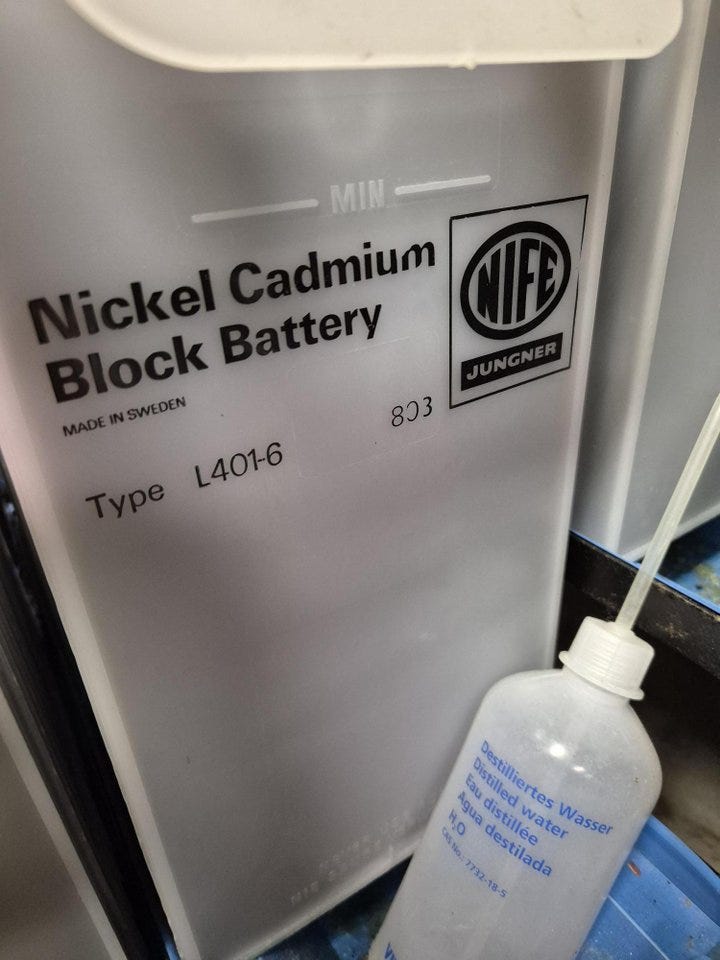 MIN
Nickel Cadmium
Block Battery
MADE IN SWEDEN
NIFE
JUNGNER
803
Type L401-6
Destilliertes Wasser
Distilled water
Eau distillée
Agua destilada
H₂O
CAS No.: 7732-18-5